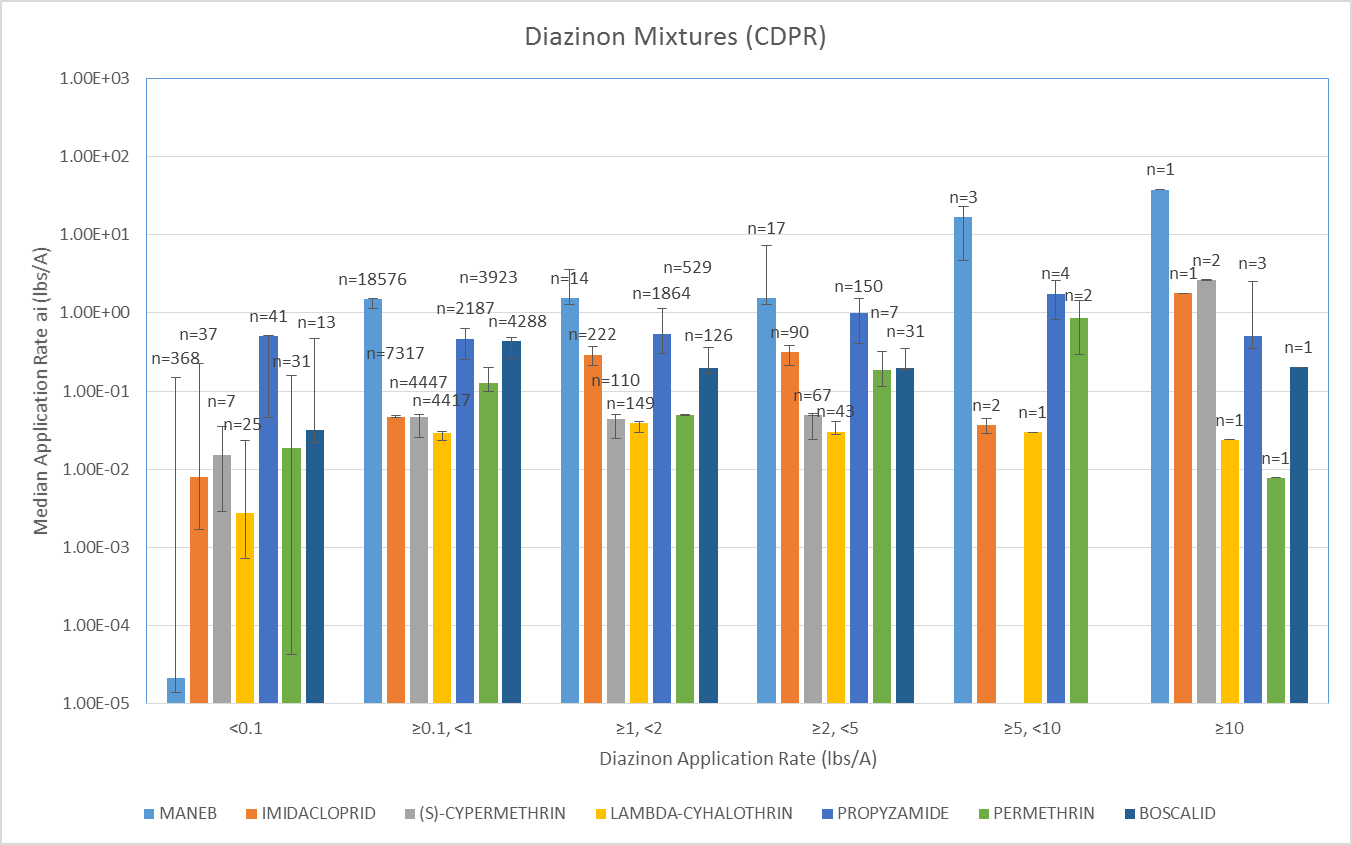 Diazinon Mixtures (CDPR)
1.00E+03
1.00E+02
1.00E+01
1.00E+00
1.00E-01
1.00E-02
1.00E-03
1.00E-04
1.00E-05
Median Application Rate ai (lbs/A)
n=368
n=37
n=7
n=25
n=41
n=31
n=13
n=18576
n=7317
n=4447
n=4417
n=2187
n=3923
n=4288
n=14
n=222
n=110
n=149
n=1864
n=529
n=126
n=17
n=90
n=67
n=43
n=150
n=7
n=31
n=3
n=2
n=1
n=4
n=2
n=1
n=1
n=2
n=1
n=3
n=1
n=1
<0.1
≥0.1, <1
≥1, <2
≥2, <5
≥5, <10
≥10
Diazinon Application Rate (lbs/A)
MANEB
IMIDACLOPRID
(S)-CYPERMETHRIN
LAMBDA-CYHALOTHRIN
PROPYZAMIDE
PERMETHRIN
BOSCALID